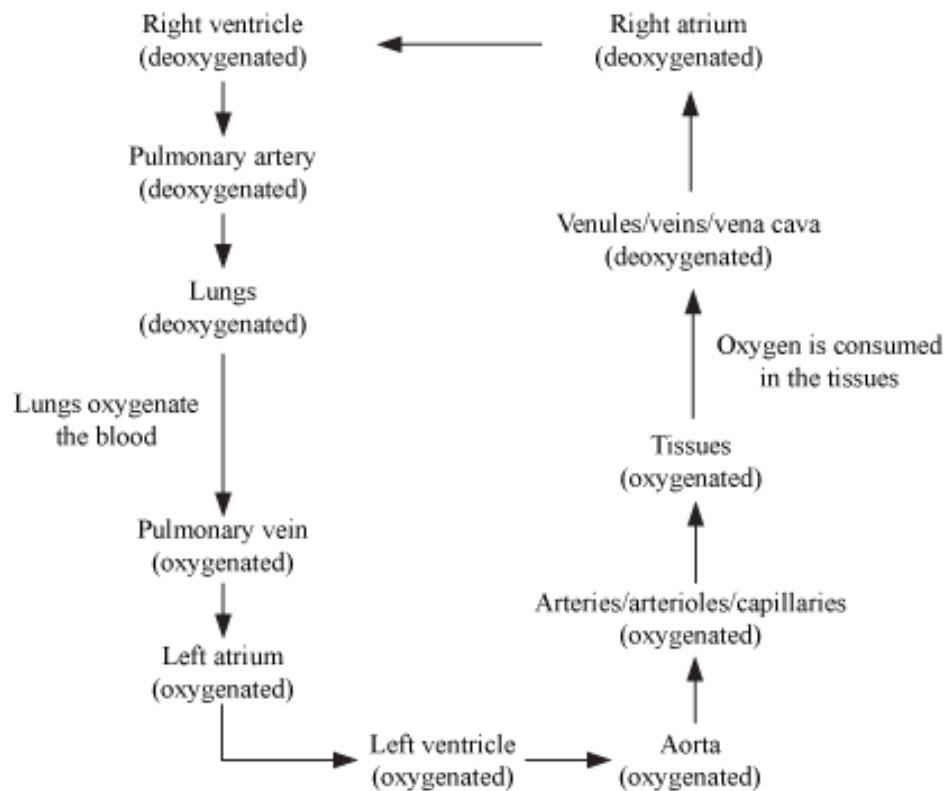 Right ventricle
(deoxygenated)
Right atrium
(deoxygenated)
Pulmonary artery
(deoxygenated)
Venules/veins/vena cava
(deoxygenated)
Lungs
(deoxygenated)
Oxygen is consumed
in the tissues
Lungs oxygenate
the blood
Tissues
(oxygenated)
Pulmonary vein
(oxygenated)
Arteries/arterioles/capillaries
(oxygenated)
Left atrium
(oxygenated)
Left ventricle
(oxygenated)
Aorta
(oxygenated)